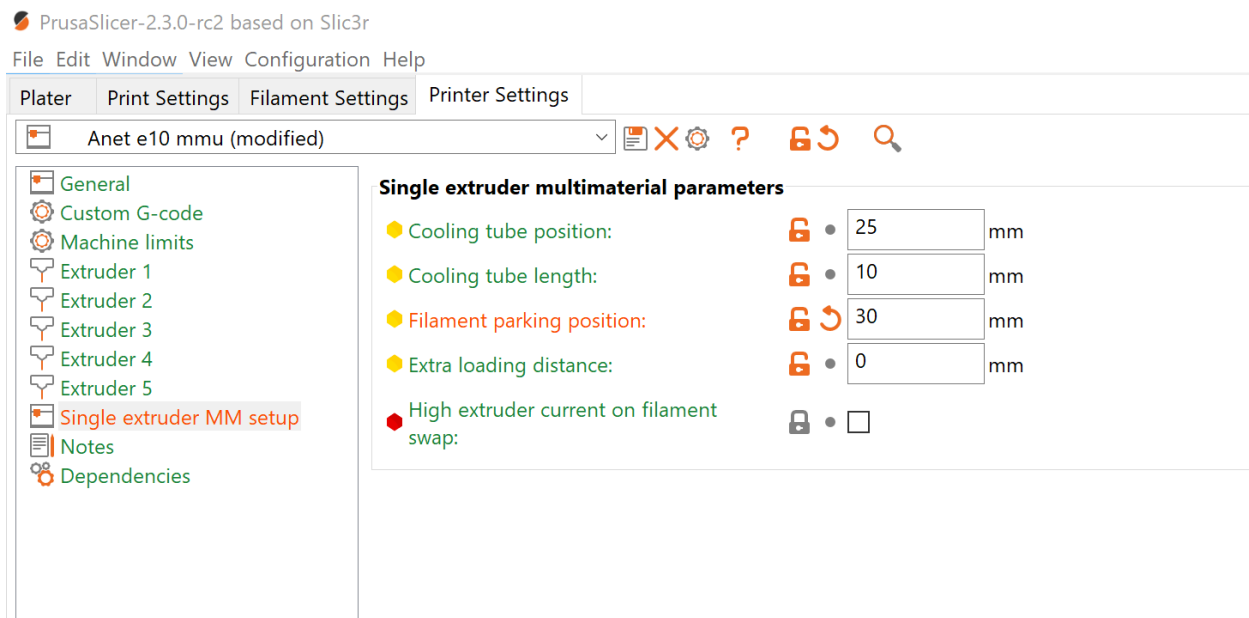 PrusaSlicer-2.3.0-rc2 based on Slic3r
File Edit Window View Configuration Help
Plater Print Settings Filament Settings Printer Settings
Anet e10 mmu (modified)
General
Custom G-code
Machine limits
Extruder 1
Extruder 2
Extruder 3
Extruder 4
Extruder 5
Single extruder MM setup
Notes
Dependencies
Single extruder multimaterial parameters
Cooling tube position: 25 mm
Cooling tube length: 10 mm
Filament parking position: 30 mm
Extra loading distance: 0 mm
High extruder current on filament
swap: